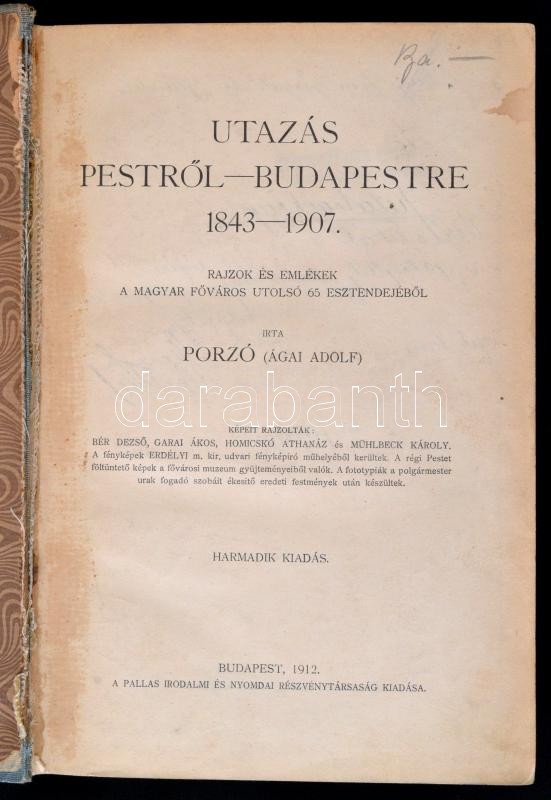 UTAZÁS
PESTRŐL—BUDAPESTRE
1843—1907.
RAJZOK ÉS EMLÉKEK
A MAGYAR FŐVÁROS UTOLSÓ 65 ESZTENDEJÉBŐL
IRTA
PORZÓ (ÁGAI ADOLF)
darabanth
KÉPEIT RAJZOLTÁK:
BÉR DEZSŐ, GARAI ÁKOS, HOMICSKÓ ATHANÁZ és MÜHLBECK KÁROLY.
A fényképek ERDÉLYI m. kir. udvari fényképíró műhelyéből kerültek. A régi Pestet
föltüntető képek a fővárosi muzeum gyüjteményeiből valók. A fototypiák a polgármester
urak fogadó szobáit ékesítő eredeti festmények után készültek.
HARMADIK KIADÁS.
BUDAPEST, 1912.
A PALLAS IRODALMI ÉS NYOMDAI RÉSZVÉNYTÁRSASÁG KIADÁSA.